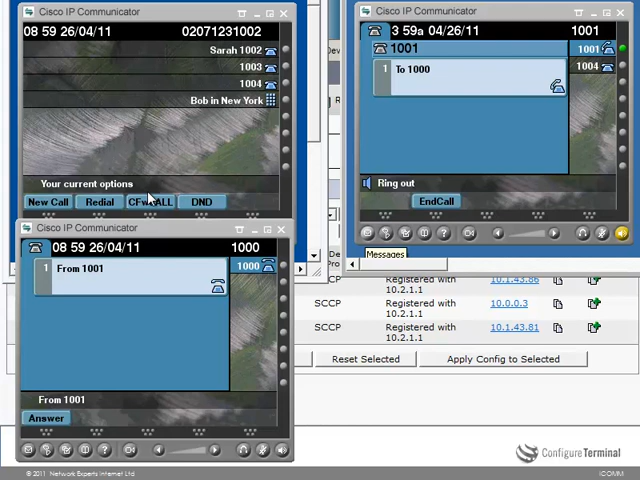 Cisco IP Communicator
08 59 26/04/11 02071231002
Sarah 1002
1003
1004
Bob in New York
Your current options
New Call Redial CFwdALL DND
Cisco IP Communicator
3 59a 04/26/11 1001
1001 1001
1 To 1000 1004
Ring out
EndCall
Messages
Cisco IP Communicator
08 59 26/04/11 1000
1 From 1001 1000
From 1001
Answer
Registered with 10.2.1.1 10.1.43.86
SCCP Registered with 10.2.1.1 10.0.0.3
SCCP Registered with 10.2.1.1 10.1.43.81
Reset Selected Apply Config to Selected
ConfigureTerminal
© 2011 Network Experts Internet Ltd ICOMM